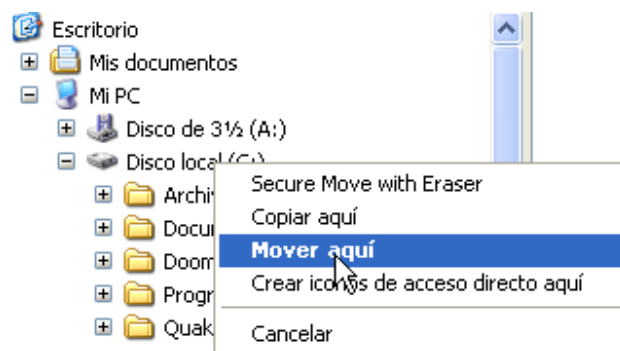 Escritorio
Mis documentos
Mi PC
Disco de 3½ (A:)
Disco local (C:)
Secure Move with Eraser
Copiar aquí
Mover aquí
Crear iconos de acceso directo aquí
Cancelar